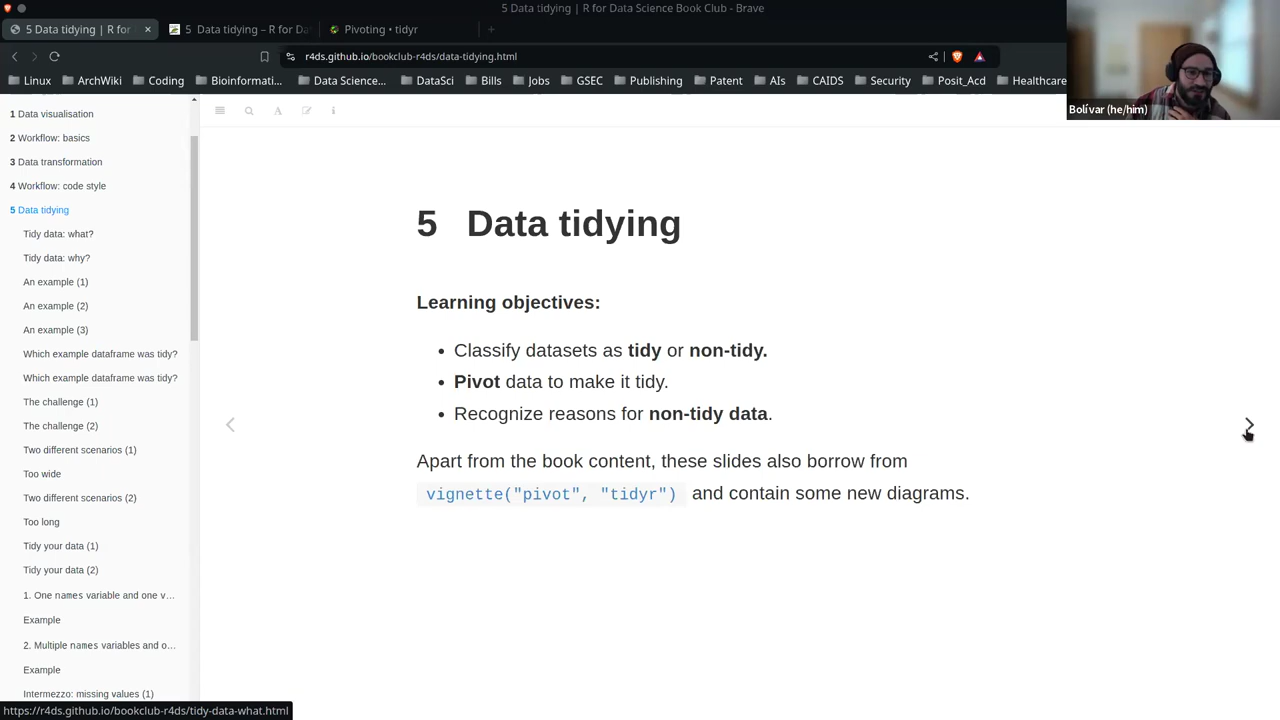 5 Data tidying | R for Data Science Book Club - Brave
5 Data tidying | R for
5 Data tidying – R for Da
Pivoting • tidyr
r4ds.github.io/bookclub-r4ds/data-tidying.html
Linux ArchWiki Coding Bioinformati... Data Science... DataSci Bills Jobs GSEC Publishing Patent AIs CAIDS Security Posit_Acd Healthcare
Bolívar (he/him)
1 Data visualisation
2 Workflow: basics
3 Data transformation
4 Workflow: code style
5 Data tidying
Tidy data: what?
Tidy data: why?
An example (1)
An example (2)
An example (3)
Which example dataframe was tidy?
Which example dataframe was tidy?
The challenge (1)
The challenge (2)
Two different scenarios (1)
Too wide
Two different scenarios (2)
Too long
Tidy your data (1)
Tidy your data (2)
1. One names variable and one v...
Example
2. Multiple names variables and o...
Example
Intermezzo: missing values (1)
https://r4ds.github.io/bookclub-r4ds/tidy-data-what.html
5 Data tidying
Learning objectives:
• Classify datasets as tidy or non-tidy.
• Pivot data to make it tidy.
• Recognize reasons for non-tidy data.
Apart from the book content, these slides also borrow from
vignette("pivot", "tidyr") and contain some new diagrams.